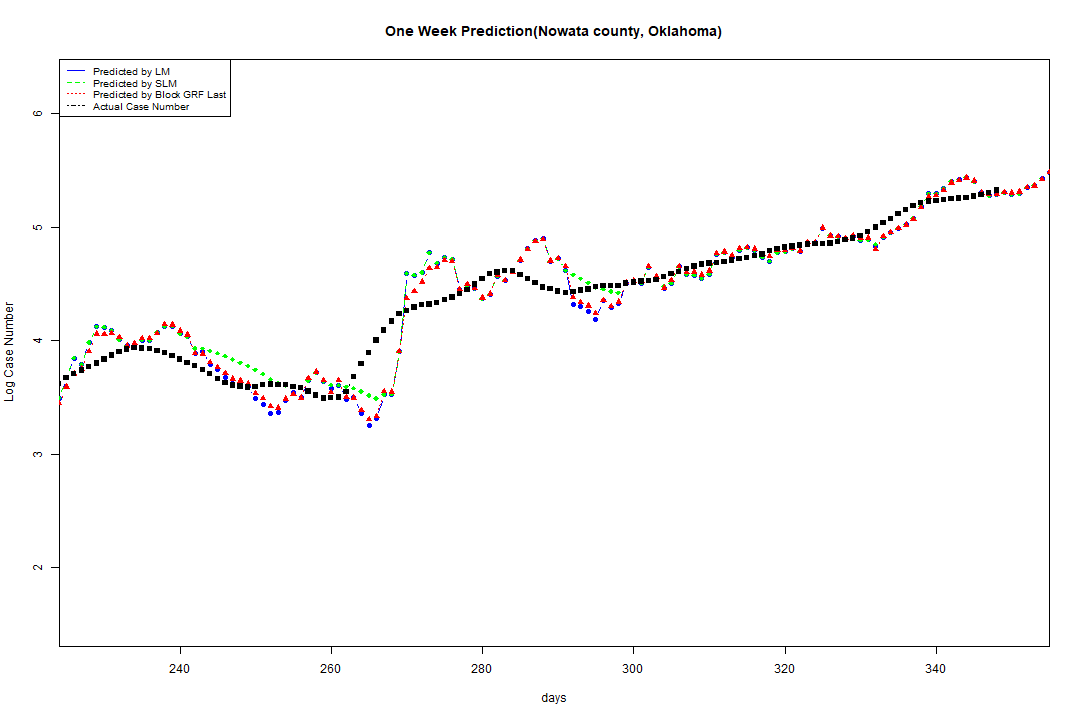 One Week Prediction(Nowata county, Oklahoma)
Predicted by LM
Predicted by SLM
Predicted by Block GRF Last
Actual Case Number
Log Case Number
6
5
4
3
2
240 260 280 300 320 340
days